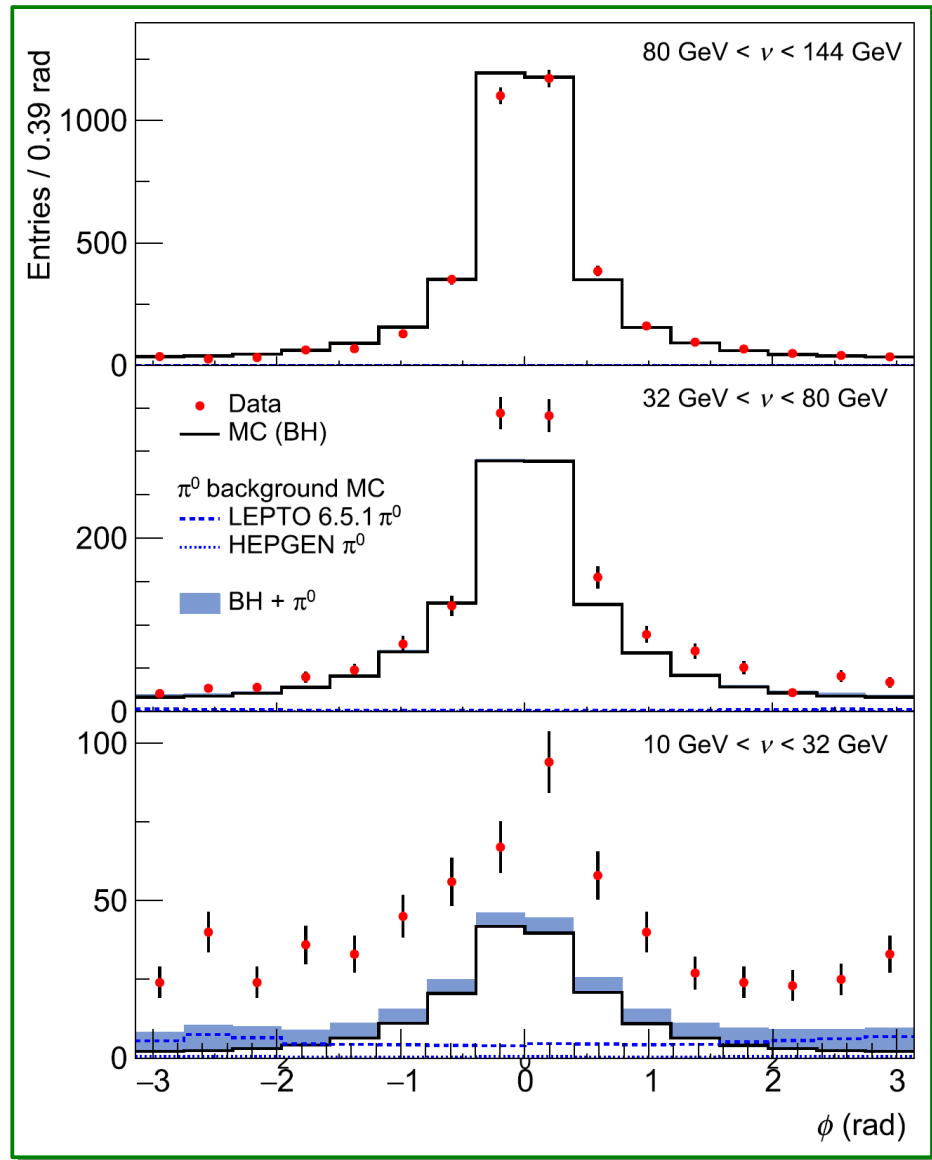 80 GeV < ν < 144 GeV
Entries / 0.39 rad
1000
500
0
32 GeV < ν < 80 GeV
Data
MC (BH)
π⁰ background MC
LEPTO 6.5.1 π⁰
HEPGEN π⁰
BH + π⁰
200
0
10 GeV < ν < 32 GeV
100
50
0
−3 −2 −1 0 1 2 3
ϕ (rad)